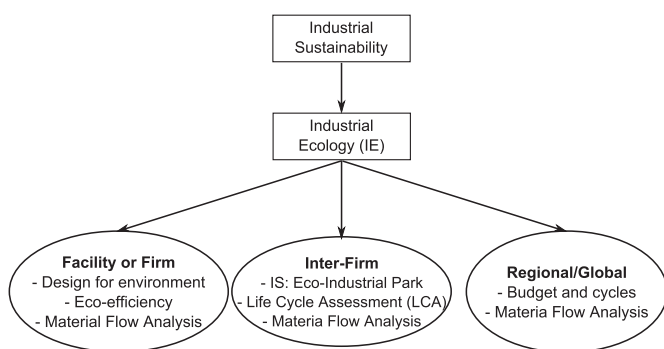 Industrial
Sustainability
Industrial
Ecology (IE)
Facility or Firm
- Design for environment
- Eco-efficiency
- Material Flow Analysis
Inter-Firm
- IS: Eco-Industrial Park
- Life Cycle Assessment (LCA)
- Materia Flow Analysis
Regional/Global
- Budget and cycles
- Materia Flow Analysis